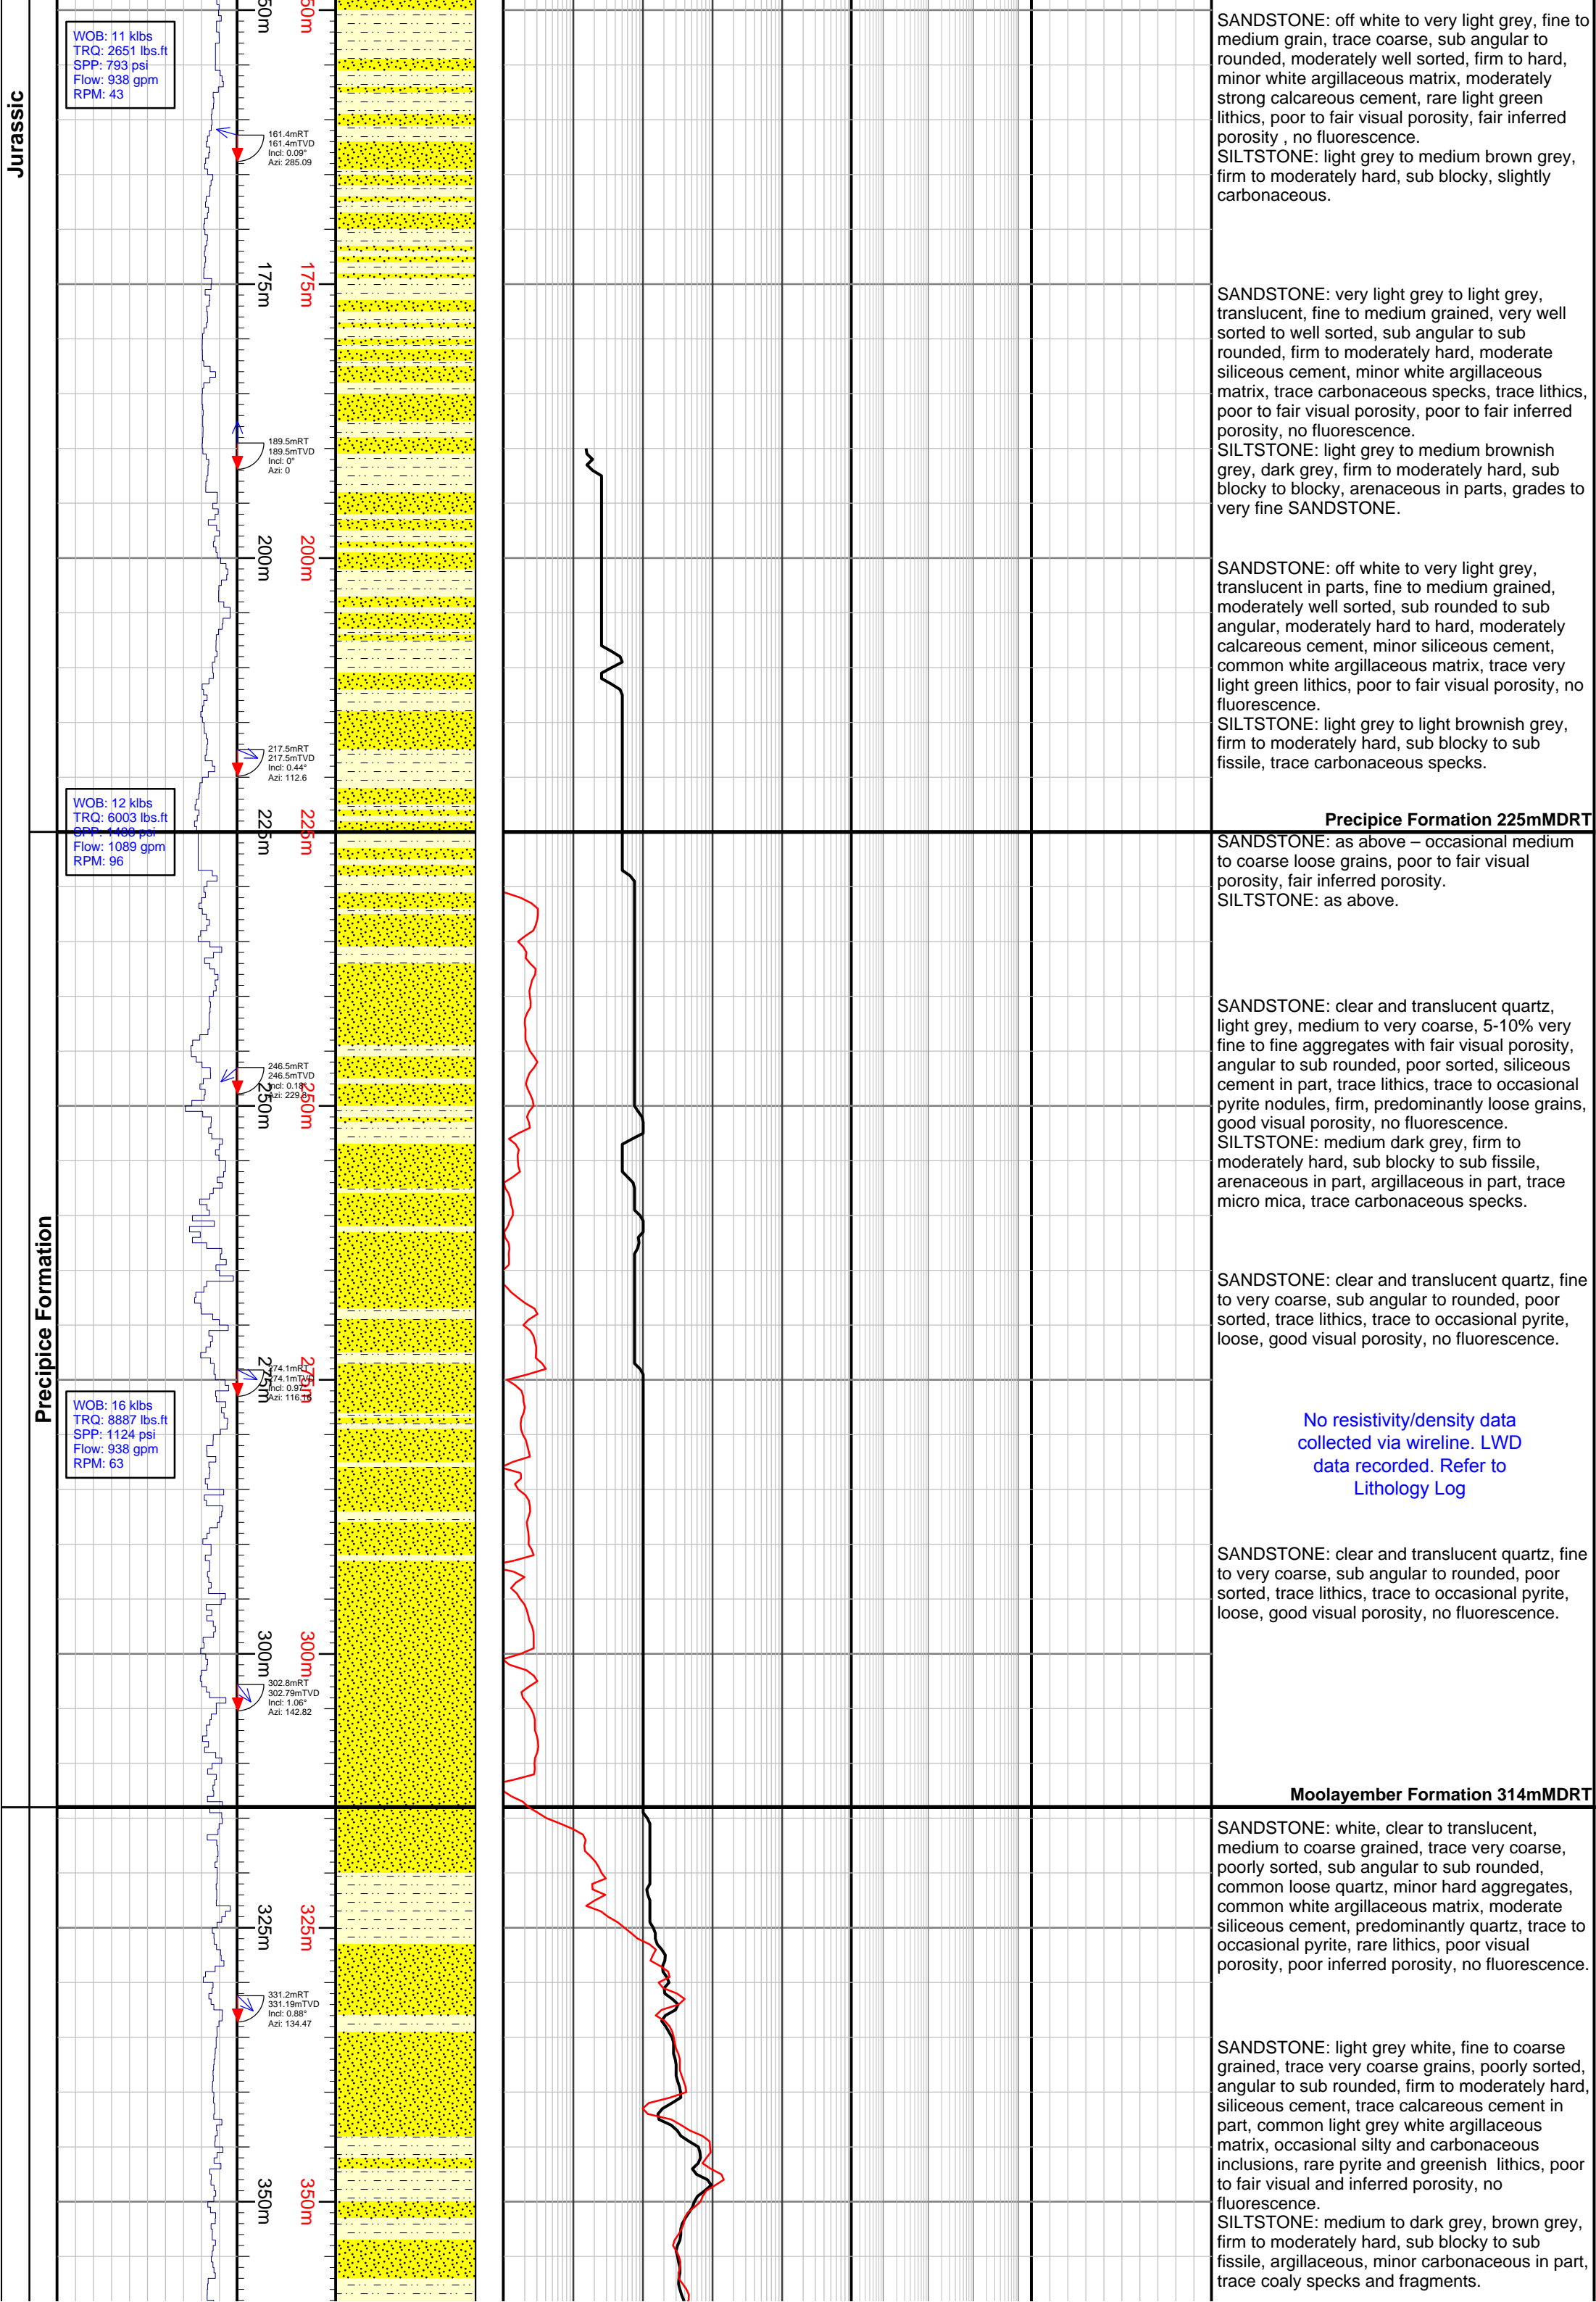 Jurassic
Precipice Formation
WOB: 11 klbs
TRQ: 2651 lbs.ft
SPP: 793 psi
Flow: 938 gpm
RPM: 43
161.4mRT
161.4mTVD
Incl: 0.09°
Azi: 285.09
175m
175m
189.5mRT
189.5mTVD
Incl: 0°
Azi: 0
200m
200m
217.5mRT
217.5mTVD
Incl: 0.44°
Azi: 112.6
WOB: 12 klbs
TRQ: 6003 lbs.ft
Flow: 1089 gpm
RPM: 96
225m
225m
246.5mRT
246.5mTVD
250m
250m
274.1mRT
275m
275m
WOB: 16 klbs
TRQ: 8887 lbs.ft
SPP: 1124 psi
Flow: 938 gpm
RPM: 63
300m
300m
302.8mRT
302.79mTVD
Incl: 1.06°
Azi: 142.82
325m
325m
331.2mRT
331.19mTVD
Incl: 0.88°
Azi: 134.47
350m
350m
SANDSTONE: off white to very light grey, fine to
medium grain, trace coarse, sub angular to
rounded, moderately well sorted, firm to hard,
minor white argillaceous matrix, moderately
strong calcareous cement, rare light green
lithics, poor to fair visual porosity, fair inferred
porosity , no fluorescence.
SILTSTONE: light grey to medium brown grey,
firm to moderately hard, sub blocky, slightly
carbonaceous.
SANDSTONE: very light grey to light grey,
translucent, fine to medium grained, very well
sorted to well sorted, sub angular to sub
rounded, firm to moderately hard, moderate
siliceous cement, minor white argillaceous
matrix, trace carbonaceous specks, trace lithics,
poor to fair visual porosity, poor to fair inferred
porosity, no fluorescence.
SILTSTONE: light grey to medium brownish
grey, dark grey, firm to moderately hard, sub
blocky to blocky, arenaceous in parts, grades to
very fine SANDSTONE.
SANDSTONE: off white to very light grey,
translucent in parts, fine to medium grained,
moderately well sorted, sub rounded to sub
angular, moderately hard to hard, moderately
calcareous cement, minor siliceous cement,
common white argillaceous matrix, trace very
light green lithics, poor to fair visual porosity, no
fluorescence.
SILTSTONE: light grey to light brownish grey,
firm to moderately hard, sub blocky to sub
fissile, trace carbonaceous specks.
Precipice Formation 225mMDRT
SANDSTONE: as above – occasional medium
to coarse loose grains, poor to fair visual
porosity, fair inferred porosity.
SILTSTONE: as above.
SANDSTONE: clear and translucent quartz,
light grey, medium to very coarse, 5-10% very
fine to fine aggregates with fair visual porosity,
angular to sub rounded, poor sorted, siliceous
cement in part, trace lithics, trace to occasional
pyrite nodules, firm, predominantly loose grains,
good visual porosity, no fluorescence.
SILTSTONE: medium dark grey, firm to
moderately hard, sub blocky to sub fissile,
arenaceous in part, argillaceous in part, trace
micro mica, trace carbonaceous specks.
SANDSTONE: clear and translucent quartz, fine
to very coarse, sub angular to rounded, poor
sorted, trace lithics, trace to occasional pyrite,
loose, good visual porosity, no fluorescence.
No resistivity/density data
collected via wireline. LWD
data recorded. Refer to
Lithology Log
SANDSTONE: clear and translucent quartz, fine
to very coarse, sub angular to rounded, poor
sorted, trace lithics, trace to occasional pyrite,
loose, good visual porosity, no fluorescence.
Moolayember Formation 314mMDRT
SANDSTONE: white, clear to translucent,
medium to coarse grained, trace very coarse,
poorly sorted, sub angular to sub rounded,
common loose quartz, minor hard aggregates,
common white argillaceous matrix, moderate
siliceous cement, predominantly quartz, trace to
occasional pyrite, rare lithics, poor visual
porosity, poor inferred porosity, no fluorescence.
SANDSTONE: light grey white, fine to coarse
grained, trace very coarse grains, poorly sorted,
angular to sub rounded, firm to moderately hard,
siliceous cement, trace calcareous cement in
part, common light grey white argillaceous
matrix, occasional silty and carbonaceous
inclusions, rare pyrite and greenish lithics, poor
to fair visual and inferred porosity, no
fluorescence.
SILTSTONE: medium to dark grey, brown grey,
firm to moderately hard, sub blocky to sub
fissile, argillaceous, minor carbonaceous in part,
trace coaly specks and fragments.